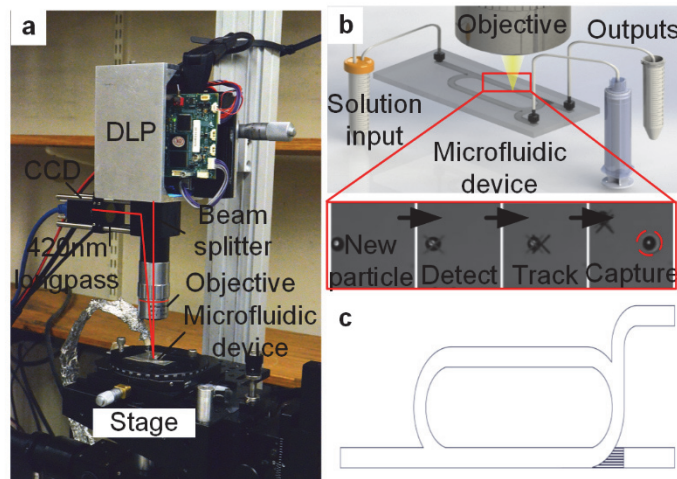 a
DLP
CCD
Beam
splitter
420nm
longpass
Objective
Microfluidic
device
Stage
b
Objective
Outputs
Solution
input
Microfluidic
device
New
particle
Detect
Track
Capture
c